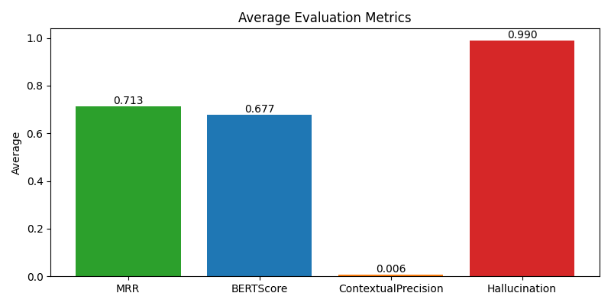 Average Evaluation Metrics
Average
1.0
0.8
0.6
0.4
0.2
0.0
0.713
0.677
0.006
0.990
MRR
BERTScore
ContextualPrecision
Hallucination